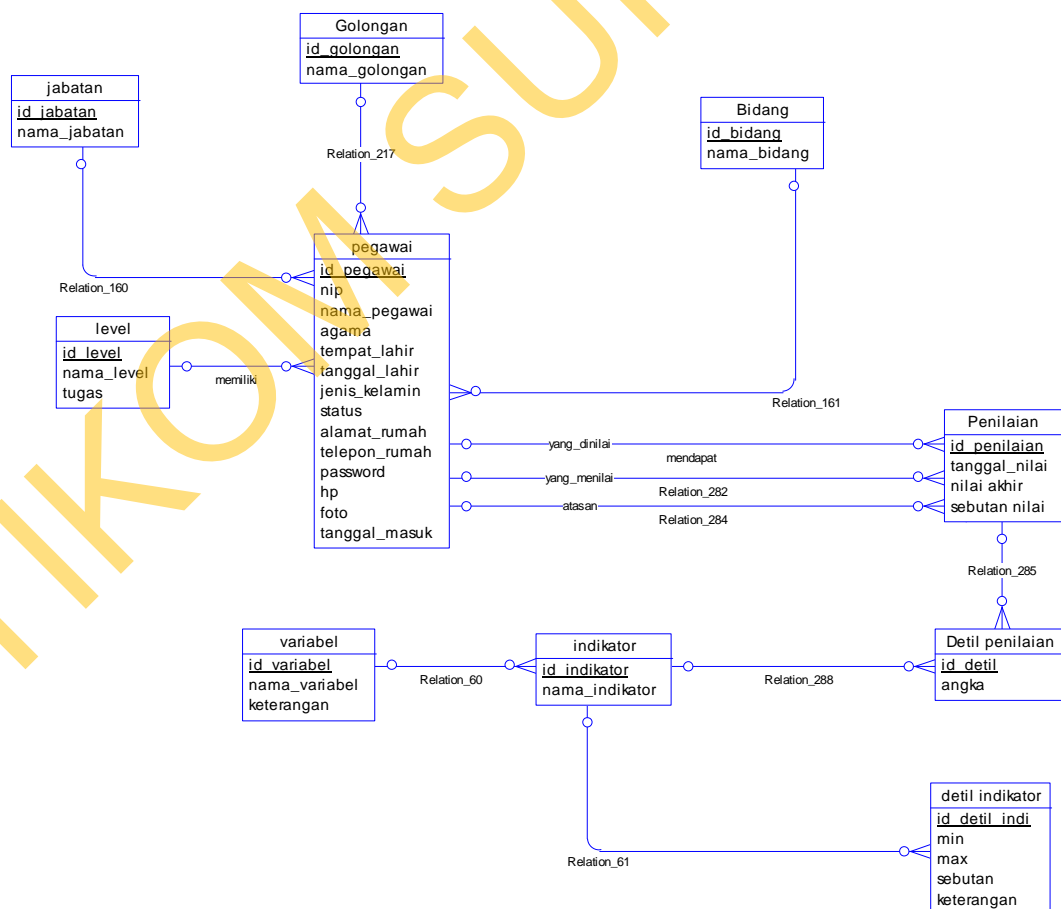 Golongan
id_golongan
nama_golongan
jabatan
id_jabatan
nama_jabatan
Bidang
id_bidang
nama_bidang
Relation_217
pegawai
id_pegawai
nip
nama_pegawai
agama
tempat_lahir
tanggal_lahir
jenis_kelamin
status
alamat_rumah
telepon_rumah
password
hp
foto
tanggal_masuk
Relation_160
level
id_level
nama_level
tugas
memiliki
Relation_161
Penilaian
id_penilaian
tanggal_nilai
nilai akhir
sebutan nilai
yang_dinilai
mendapat
yang_menilai
Relation_282
atasan
Relation_284
Relation_285
variabel
id_variabel
nama_variabel
keterangan
Relation_60
indikator
id_indikator
nama_indikator
Relation_288
Detil penilaian
id_detil
angka
Relation_61
detil indikator
id_detil_indi
min
max
sebutan
keterangan
IKOM SU